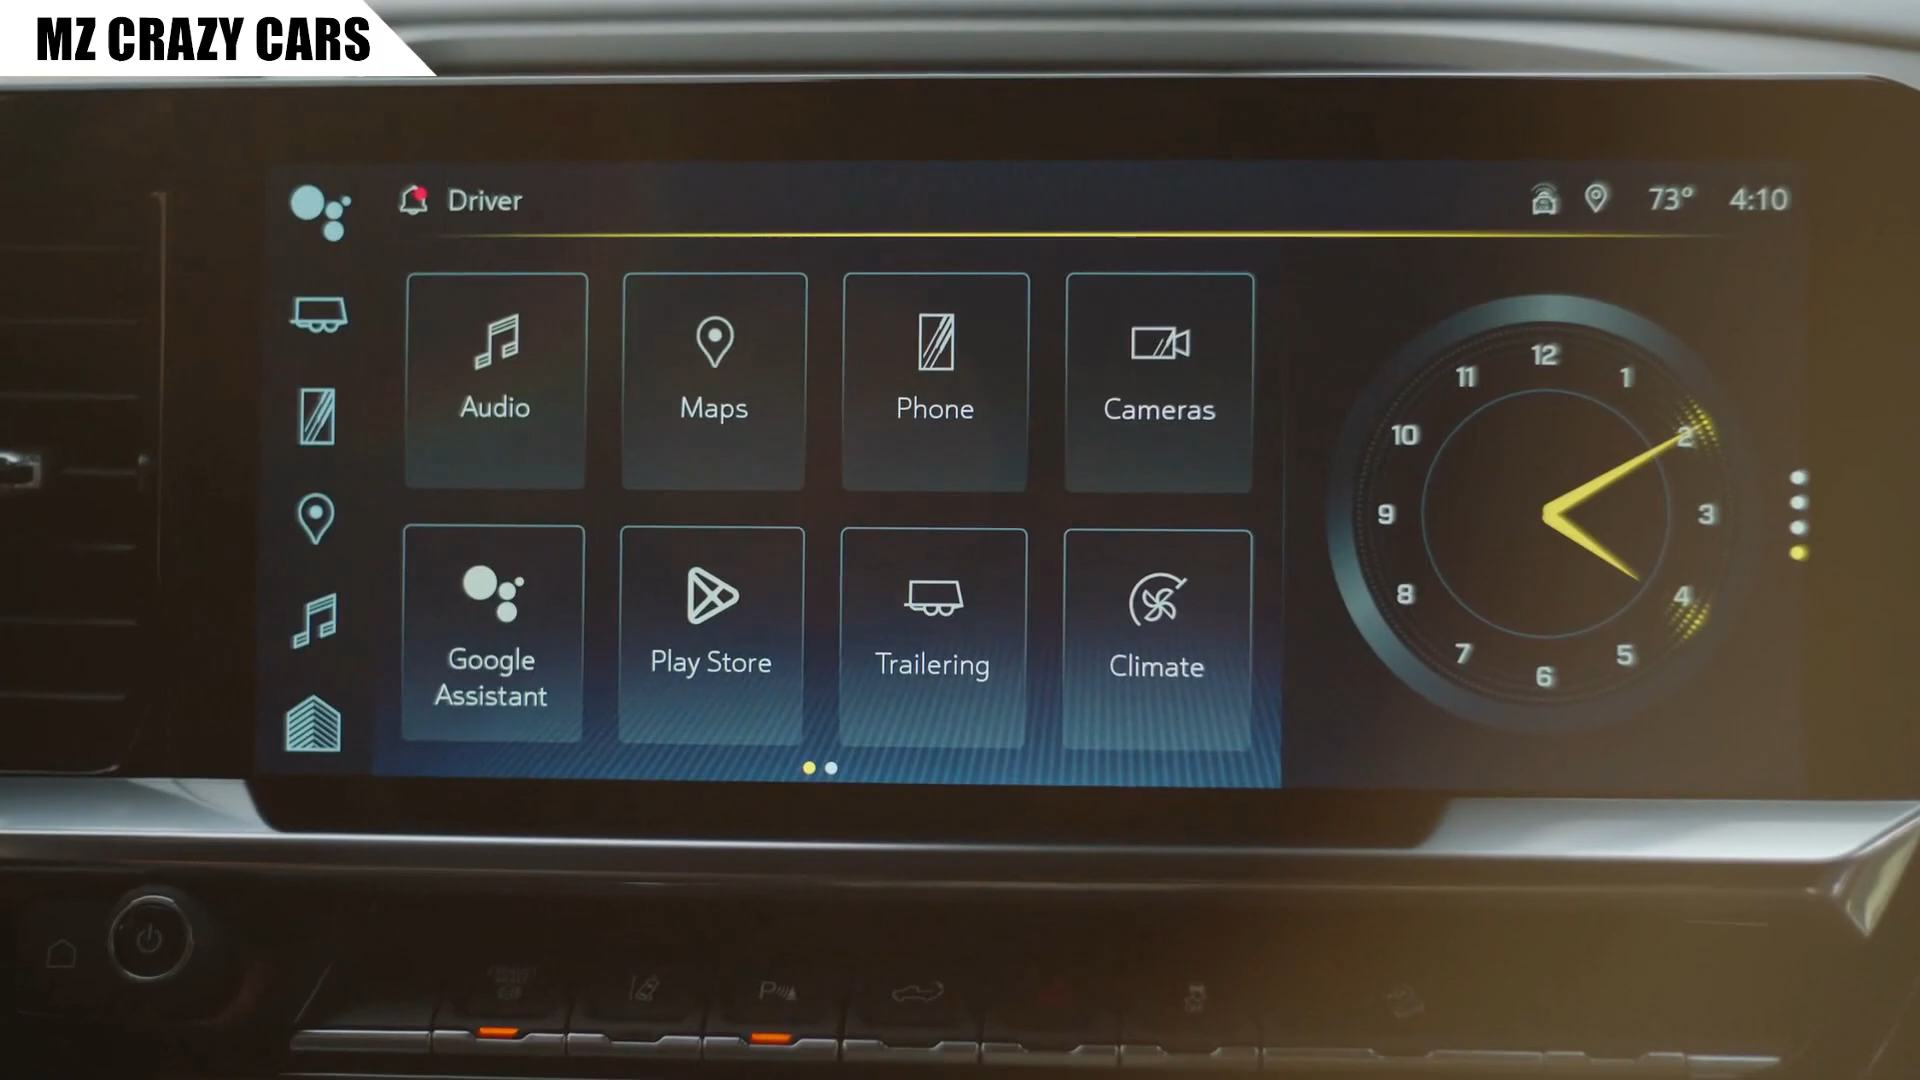 MZ CRAZY CARS
Driver
73° 4:10
Audio
Maps
Phone
Cameras
Google
Assistant
Play Store
Trailering
Climate
12
1
2
3
4
5
6
7
8
9
10
11
P